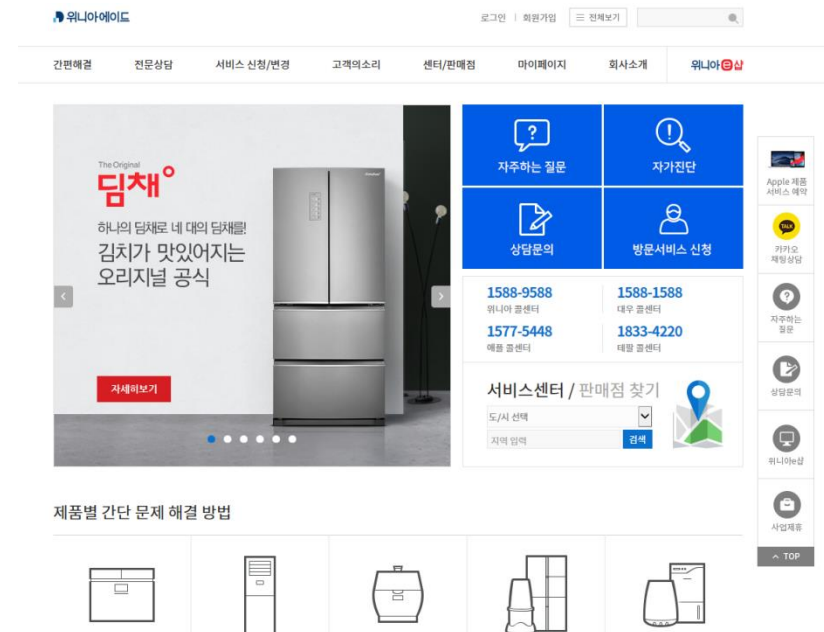 위니아에이드
로그인 회원가입 전체보기
간편해결 전문상담 서비스 신청/변경 고객의소리 센터/판매점 마이페이지 회사소개 위니아e샵
The Original
딤채
하나의 딤채로 네 대의 딤채를!
김치가 맛있어지는
오리지널 공식
자세히보기
자주하는 질문
자가진단
상담문의
방문서비스 신청
1588-9588
위니아 콜센터
1588-1588
대우 콜센터
1577-5448
애플 콜센터
1833-4220
테팔 콜센터
서비스센터 / 판매점 찾기
도/시 선택
지역 입력 검색
Apple 제품
서비스 예약
TALK
카카오
채팅상담
자주하는
질문
상담문의
위니아e샵
사업제휴
TOP
제품별 간단 문제 해결 방법